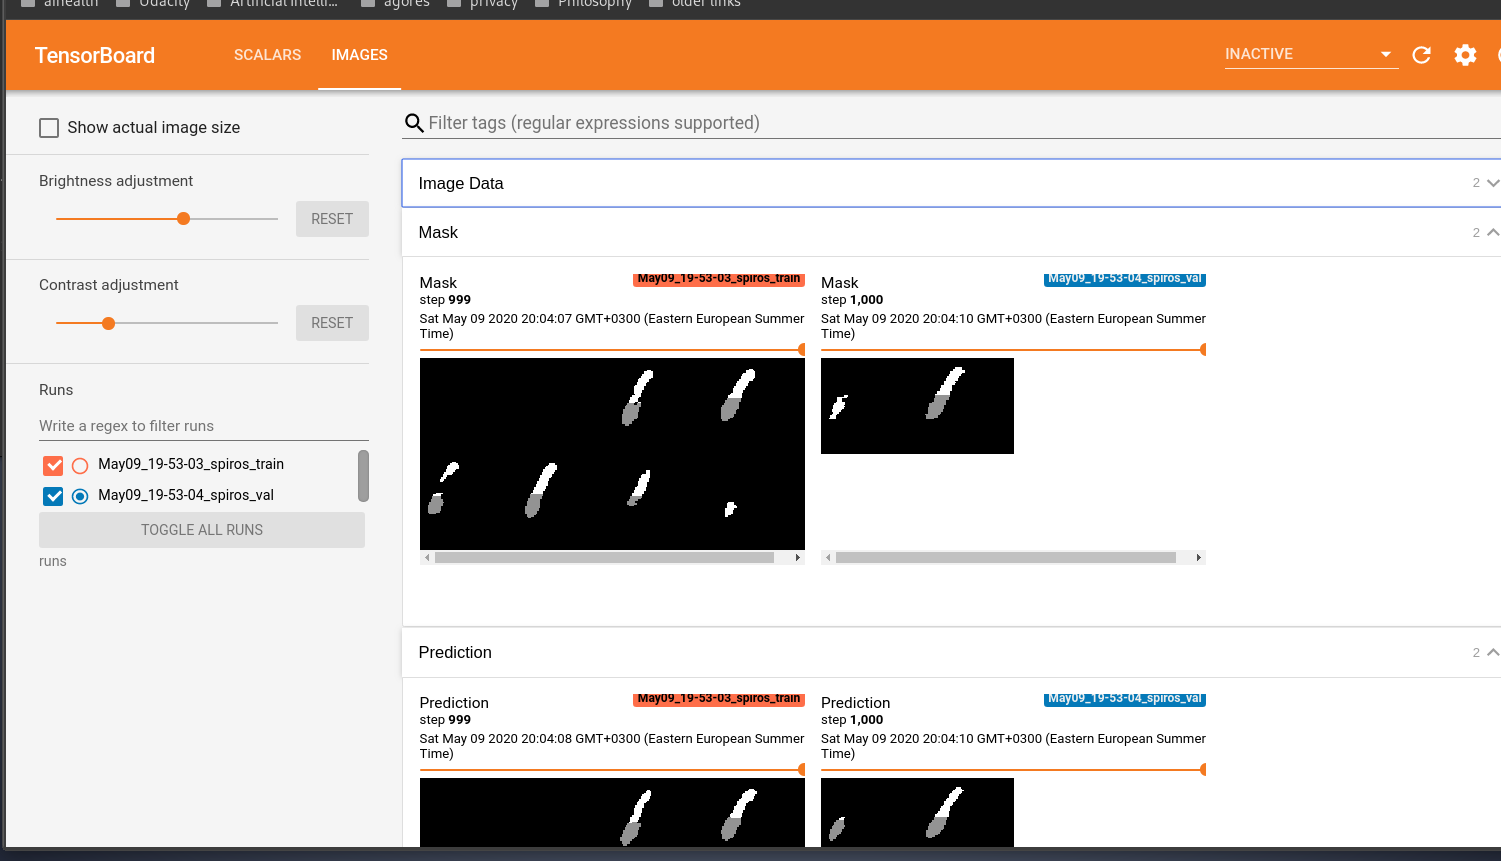 aihealth Udacity Artificial Intelli... agores privacy Philosophy older links
TensorBoard SCALARS IMAGES INACTIVE
Show actual image size
Filter tags (regular expressions supported)
Brightness adjustment
RESET
Contrast adjustment
RESET
Runs
Write a regex to filter runs
May09_19-53-03_spiros_train
May09_19-53-04_spiros_val
TOGGLE ALL RUNS
runs
Image Data 2
Mask 2
Mask May09_19-53-03_spiros_train
step 999
Sat May 09 2020 20:04:07 GMT+0300 (Eastern European Summer
Time)
Mask May09_19-53-04_spiros_val
step 1,000
Sat May 09 2020 20:04:10 GMT+0300 (Eastern European Summer
Time)
Prediction 2
Prediction May09_19-53-03_spiros_train
step 999
Sat May 09 2020 20:04:08 GMT+0300 (Eastern European Summer
Time)
Prediction May09_19-53-04_spiros_val
step 1,000
Sat May 09 2020 20:04:10 GMT+0300 (Eastern European Summer
Time)